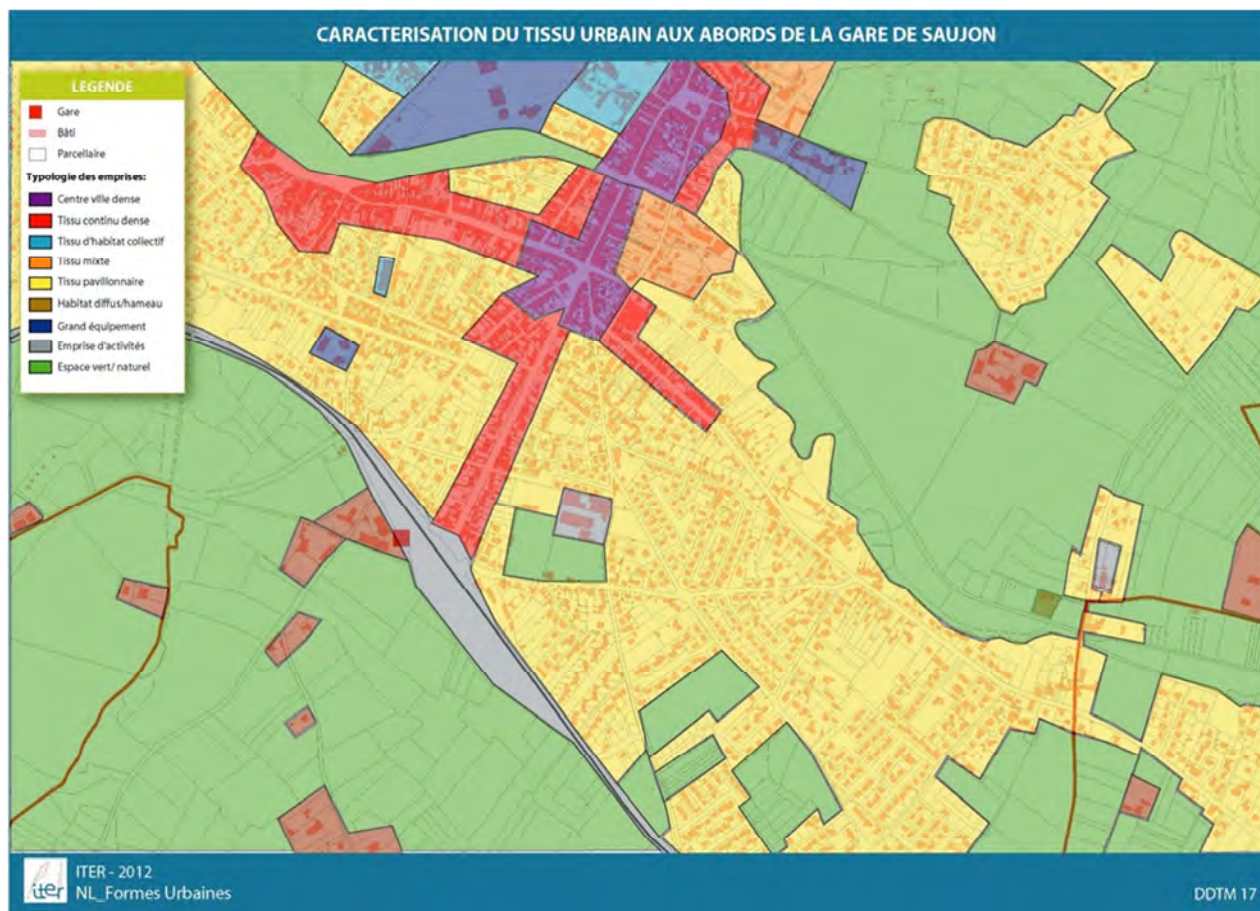 CARACTERISATION DU TISSU URBAIN AUX ABORDS DE LA GARE DE SAUJON
LEGENDE
Gare
Bâti
Parcellaire
Typologie des emprises:
Centre ville dense
Tissu continu dense
Tissu d'habitat collectif
Tissu mixte
Tissu pavillonnaire
Habitat diffus/hameau
Grand équipement
Emprise d'activités
Espace vert/ naturel
iter
ITER - 2012
NL_Formes Urbaines
DDTM 17